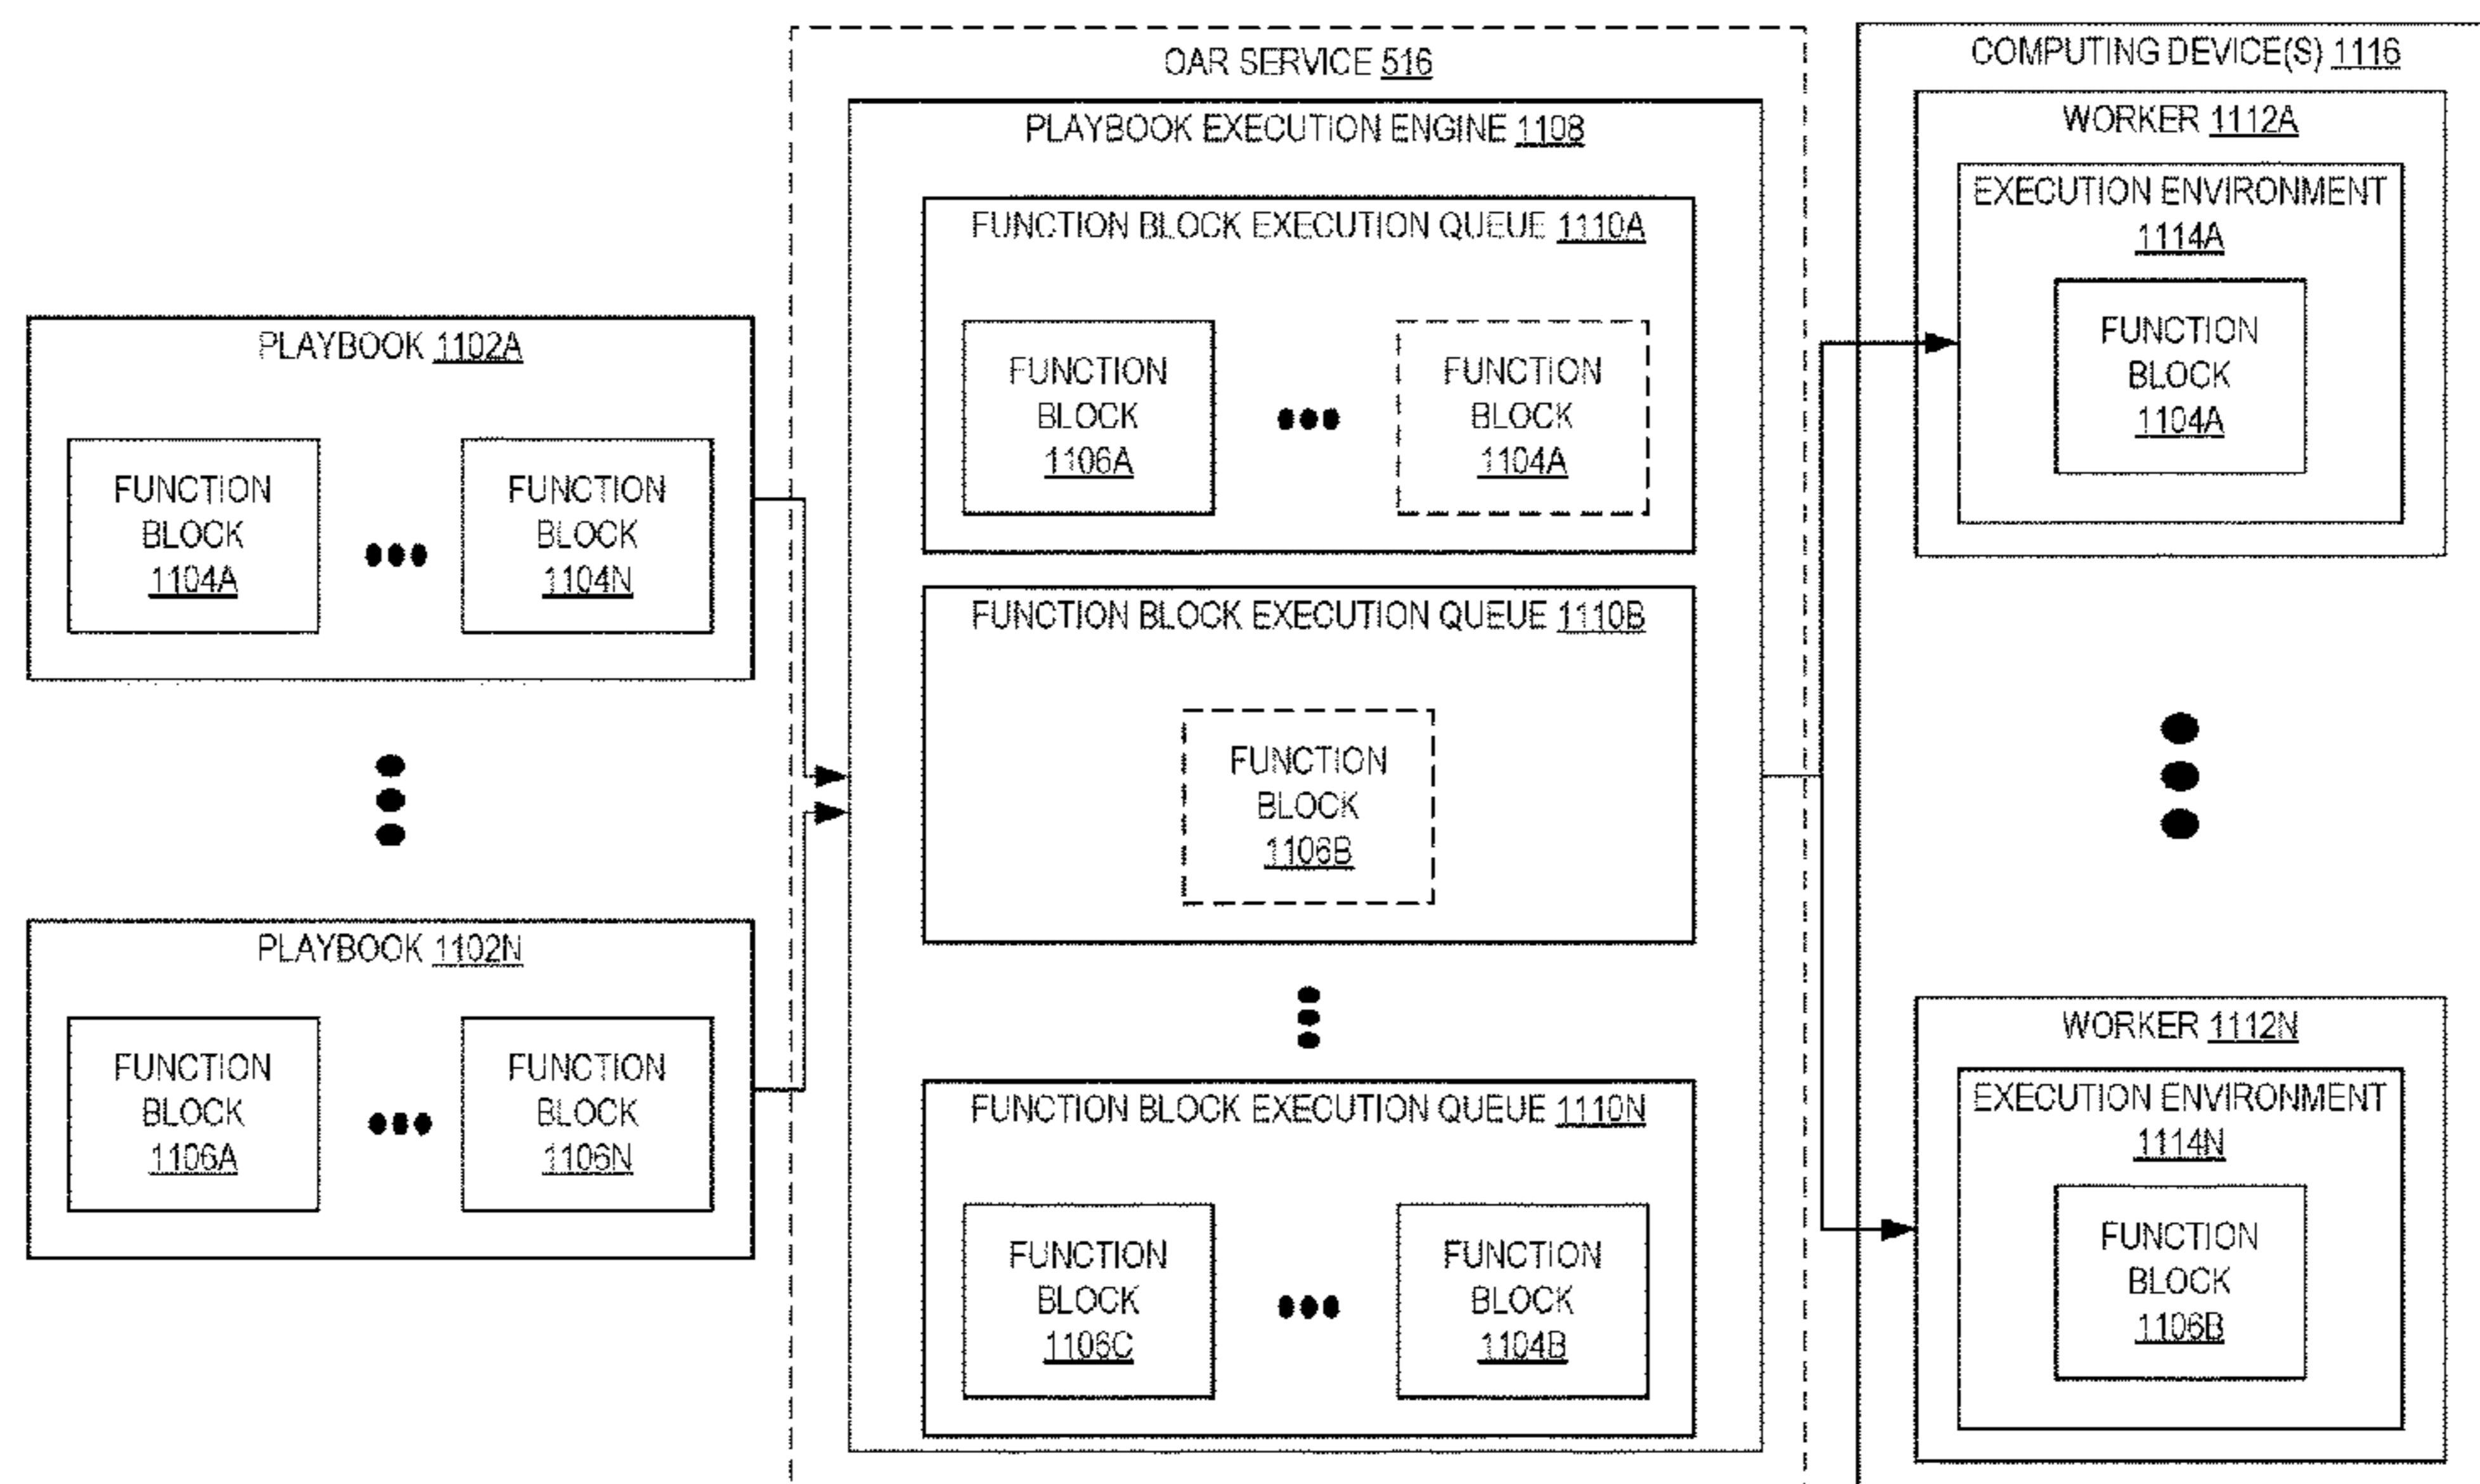 OAR SERVICE 516
PLAYBOOK EXECUTION ENGINE 1108
FUNCTION BLOCK EXECUTION QUEUE 1110A
FUNCTION
BLOCK
1106A
FUNCTION
BLOCK
1104A
FUNCTION BLOCK EXECUTION QUEUE 1110B
FUNCTION
BLOCK
1106B
FUNCTION BLOCK EXECUTION QUEUE 1110N
FUNCTION
BLOCK
1106C
FUNCTION
BLOCK
1104B
PLAYBOOK 1102A
FUNCTION
BLOCK
1104A
FUNCTION
BLOCK
1104N
PLAYBOOK 1102N
FUNCTION
BLOCK
1106A
FUNCTION
BLOCK
1106N
COMPUTING DEVICE(S) 1116
WORKER 1112A
EXECUTION ENVIRONMENT
1114A
FUNCTION
BLOCK
1104A
WORKER 1112N
EXECUTION ENVIRONMENT
1114N
FUNCTION
BLOCK
1106B